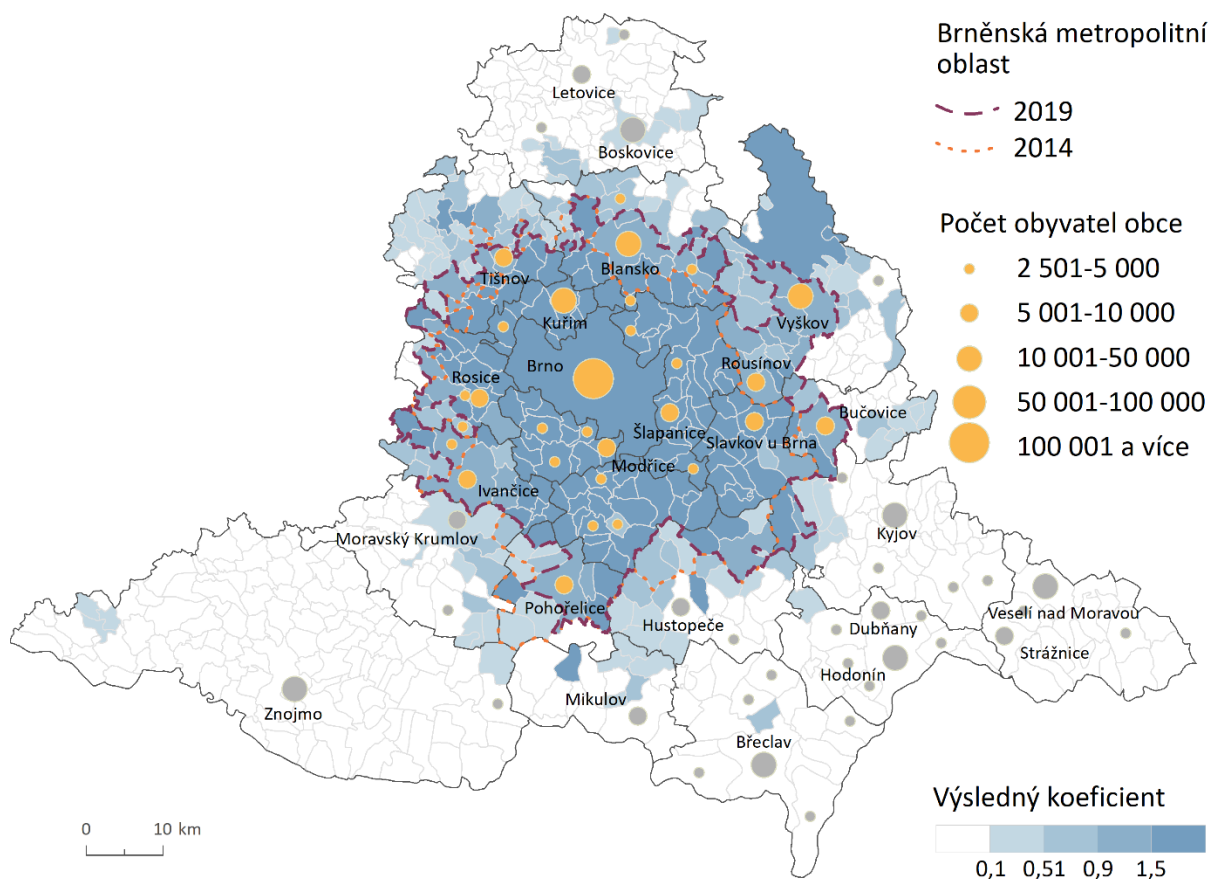 Brněnská metropolitní
oblast
2019
2014
Počet obyvatel obce
2 501-5 000
5 001-10 000
10 001-50 000
50 001-100 000
100 001 a více
Letovice
Boskovice
Tišnov
Blansko
Kuřim
Vyškov
Brno
Rousínov
Rosice
Šlapanice
Slavkov u Brna
Bučovice
Modřice
Ivančice
Moravský Krumlov
Kyjov
Pohořelice
Hustopeče
Dubňany
Veselí nad Moravou
Strážnice
Hodonín
Znojmo
Mikulov
Břeclav
0 10 km
Výsledný koeficient
0,1 0,51 0,9 1,5